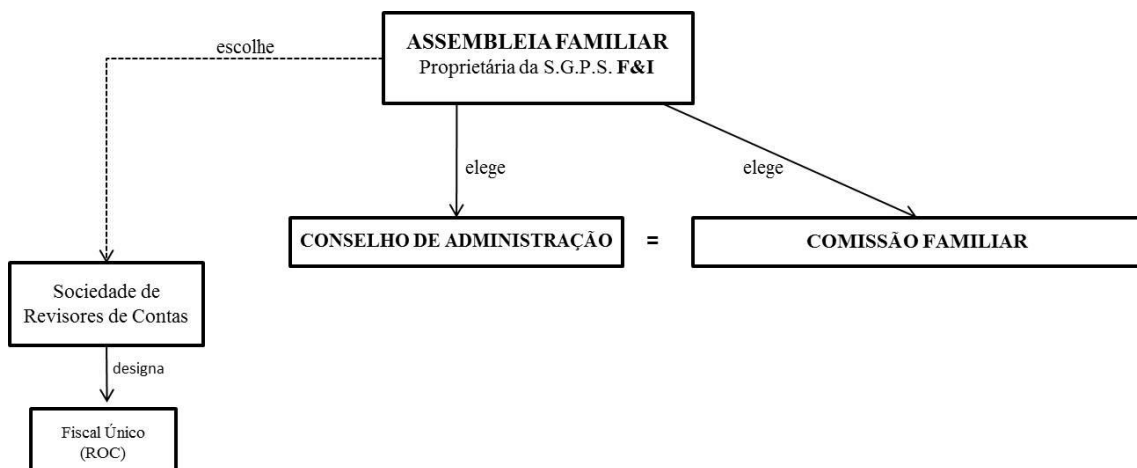 ASSEMBLEIA FAMILIAR
Proprietária da S.G.P.S. F&I
escolhe
elege
elege
CONSELHO DE ADMINISTRAÇÃO
=
COMISSÃO FAMILIAR
Sociedade de
Revisores de Contas
designa
Fiscal Único
(ROC)